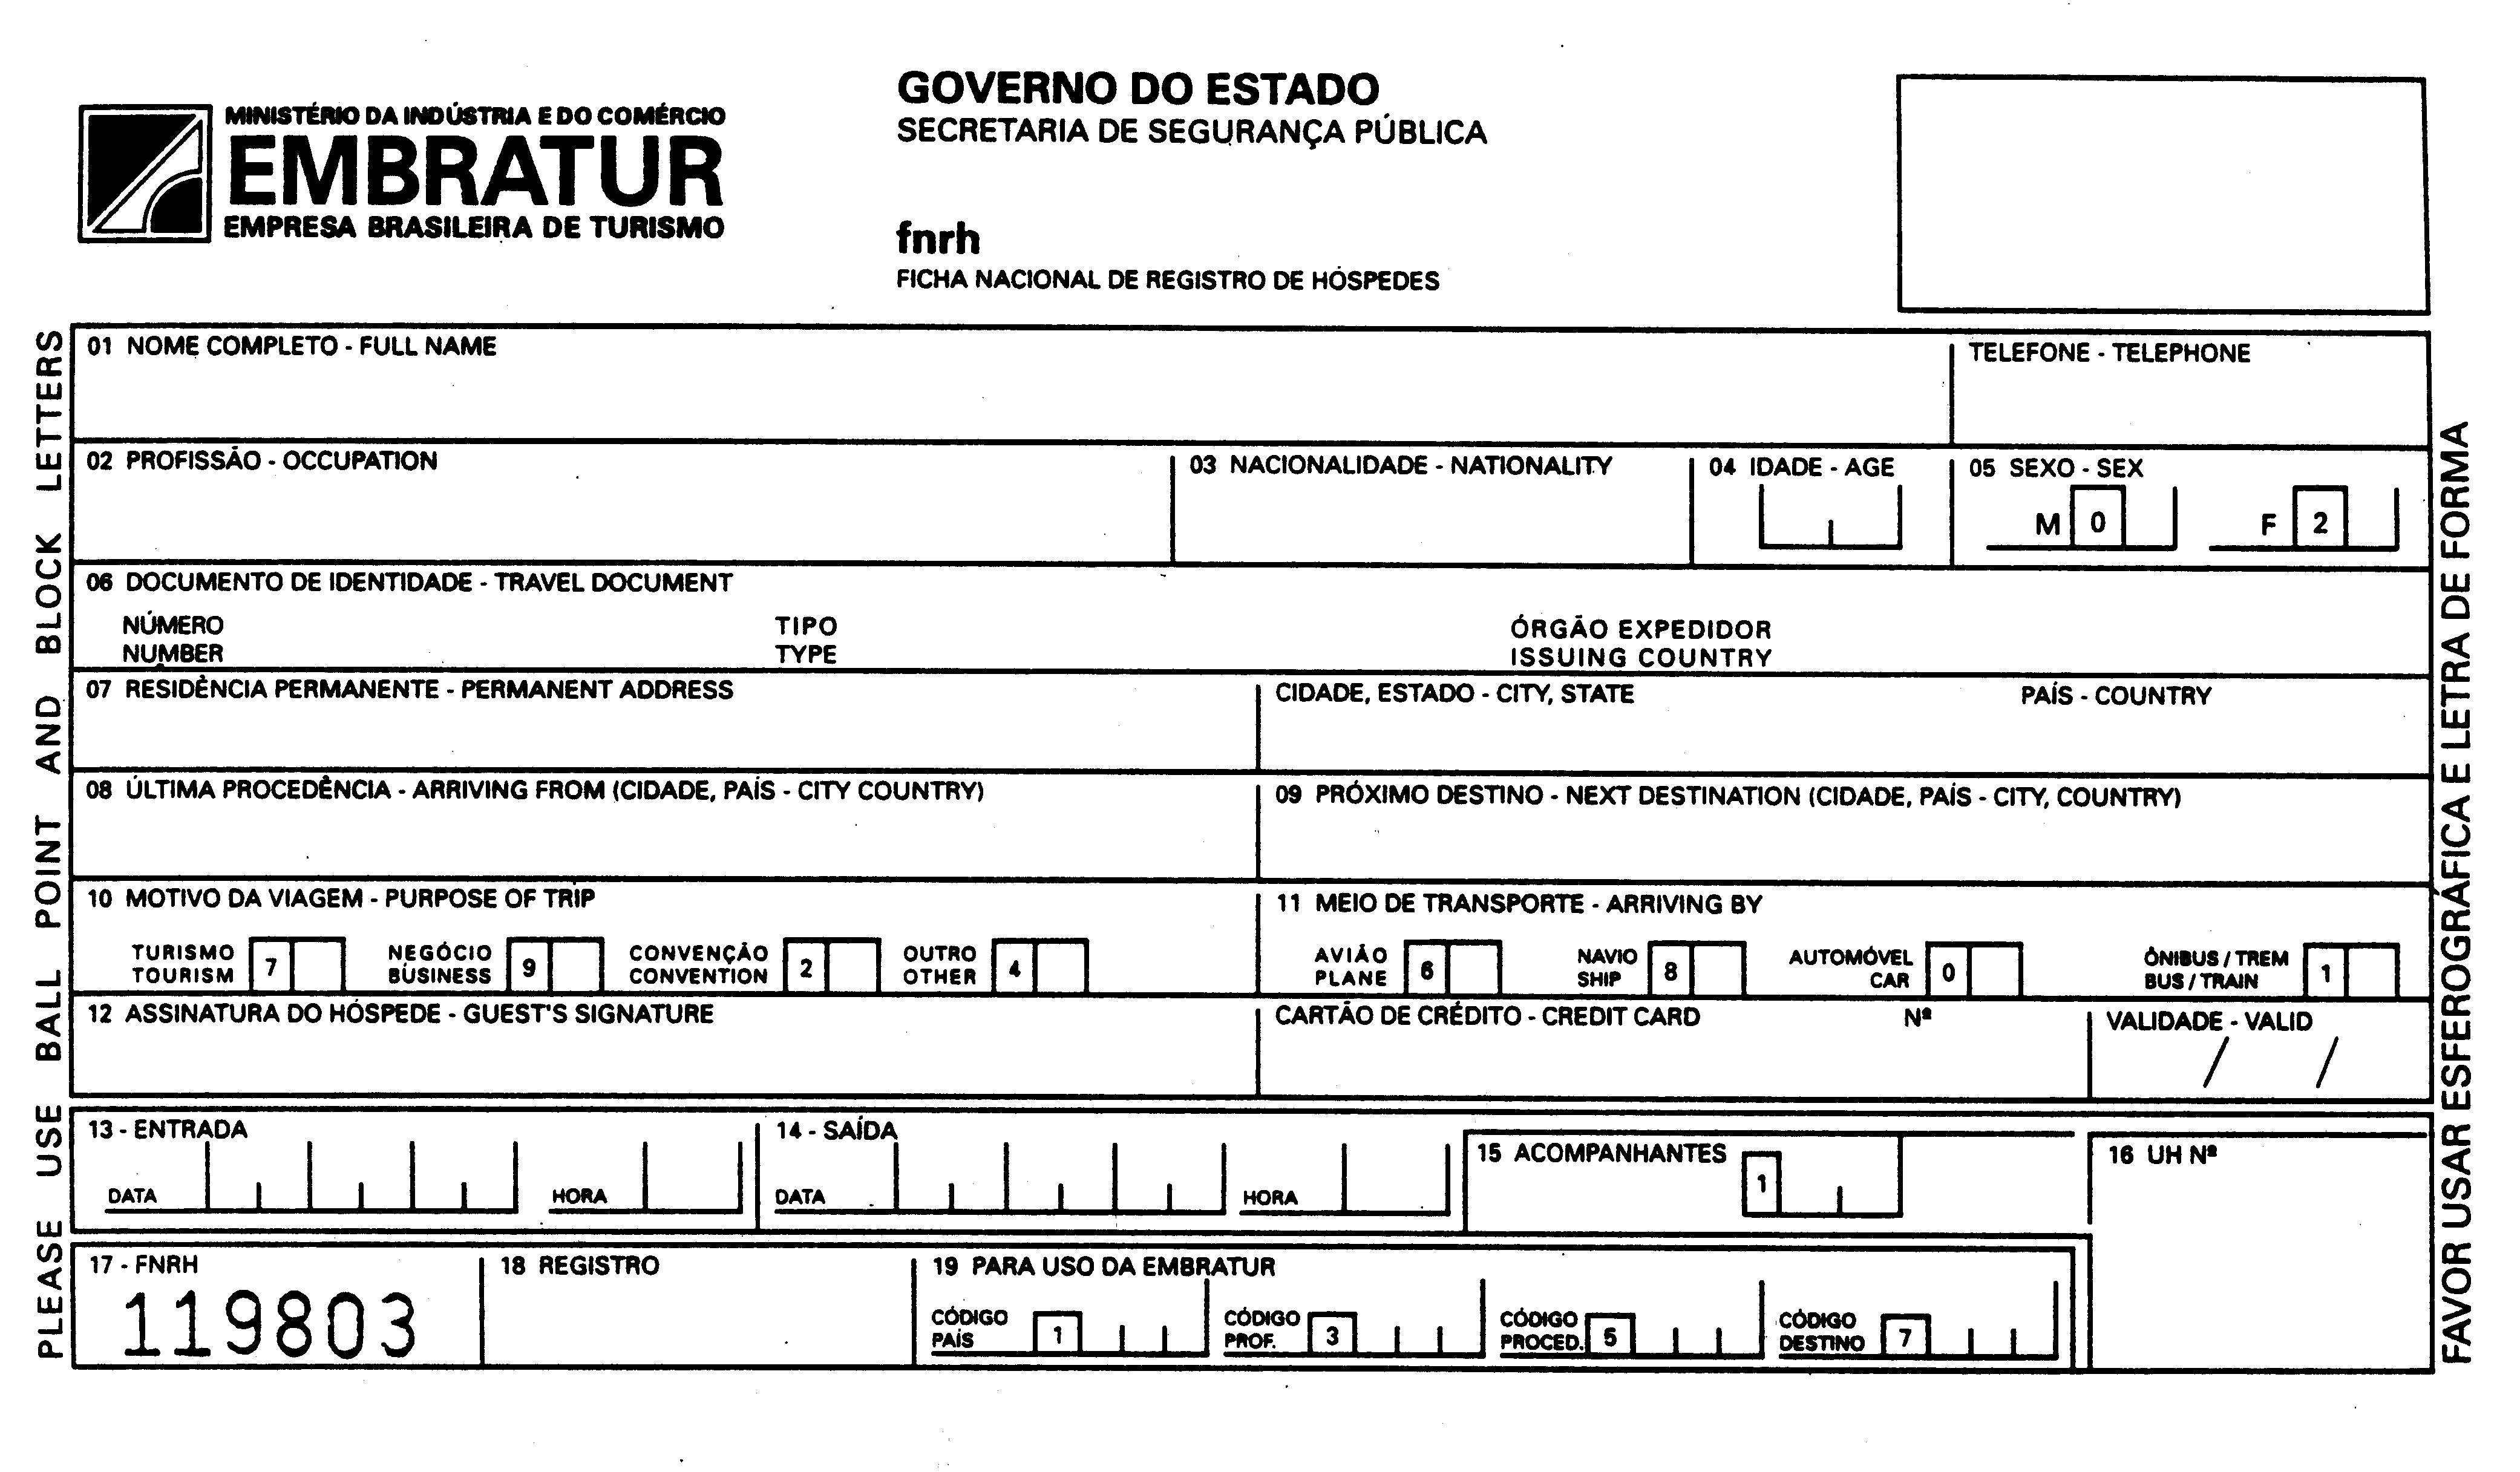 MINISTÉRIO DA INDÚSTRIA E DO COMÉRCIO
EMBRATUR
EMPRESA BRASILEIRA DE TURISMO
GOVERNO DO ESTADO
SECRETARIA DE SEGURANÇA PÚBLICA
fnrh
FICHA NACIONAL DE REGISTRO DE HÓSPEDES
PLEASE USE BALL POINT AND BLOCK LETTERS
01 NOME COMPLETO - FULL NAME
TELEFONE - TELEPHONE
02 PROFISSÃO - OCCUPATION
03 NACIONALIDADE - NATIONALITY
04 IDADE - AGE
05 SEXO - SEX
M 0 F 2
06 DOCUMENTO DE IDENTIDADE - TRAVEL DOCUMENT
NÚMERO
NUMBER
TIPO
TYPE
ÓRGÃO EXPEDIDOR
ISSUING COUNTRY
07 RESIDÊNCIA PERMANENTE - PERMANENT ADDRESS
CIDADE, ESTADO - CITY, STATE
PAÍS - COUNTRY
08 ÚLTIMA PROCEDÊNCIA - ARRIVING FROM (CIDADE, PAÍS - CITY COUNTRY)
09 PRÓXIMO DESTINO - NEXT DESTINATION (CIDADE, PAÍS - CITY, COUNTRY)
10 MOTIVO DA VIAGEM - PURPOSE OF TRIP
TURISMO
TOURISM
7
NEGÓCIO
BUSINESS
9
CONVENÇÃO
CONVENTION
2
OUTRO
OTHER
4
11 MEIO DE TRANSPORTE - ARRIVING BY
AVIÃO
PLANE
6
NAVIO
SHIP
8
AUTOMÓVEL
CAR
0
ÔNIBUS / TREM
BUS / TRAIN
1
12 ASSINATURA DO HÓSPEDE - GUEST'S SIGNATURE
CARTÃO DE CRÉDITO - CREDIT CARD
Nº
VALIDADE - VALID
/ /
13 - ENTRADA
DATA
HORA
14 - SAÍDA
DATA
HORA
15 ACOMPANHANTES
1
16 UH Nº
17 - FNRH
119803
18 REGISTRO
19 PARA USO DA EMBRATUR
CÓDIGO
PAÍS
1
CÓDIGO
PROF.
3
CÓDIGO
PROCED.
5
CÓDIGO
DESTINO
7
FAVOR USAR ESFEROGRÁFICA E LETRA DE FORMA